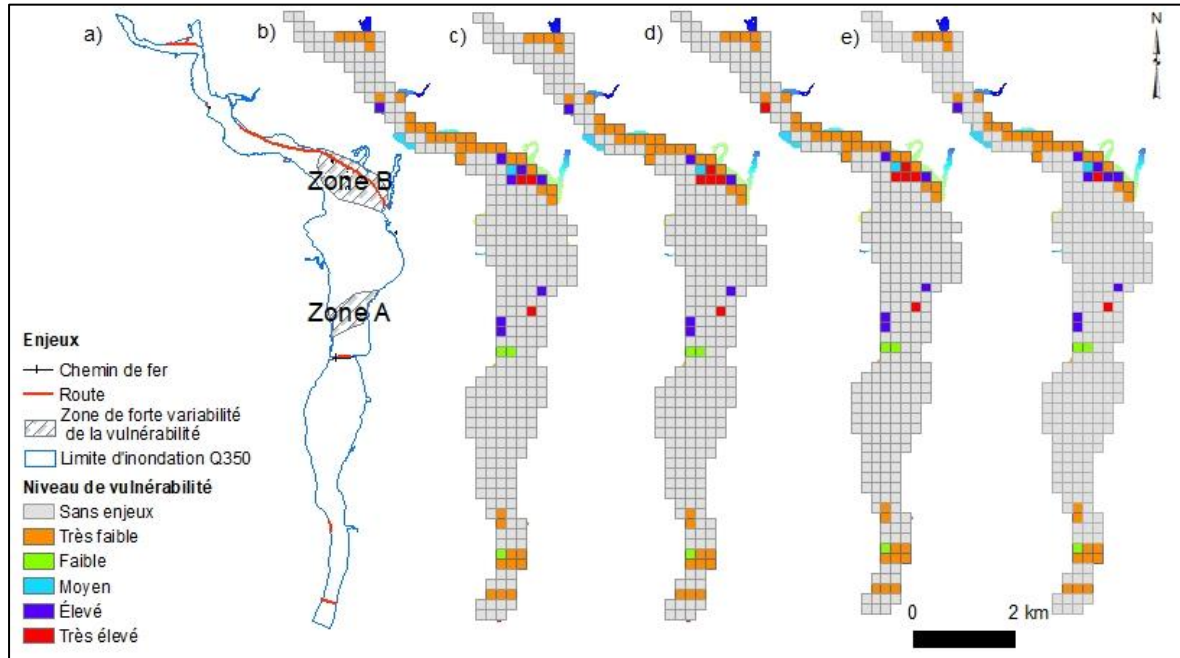 a)
b)
c)
d)
e)
N
Zone B
Zone A
Enjeux
Chemin de fer
Route
Zone de forte variabilité
de la vulnérabilité
Limite d'inondation Q350
Niveau de vulnérabilité
Sans enjeux
Très faible
Faible
Moyen
Élevé
Très élevé
0 2 km